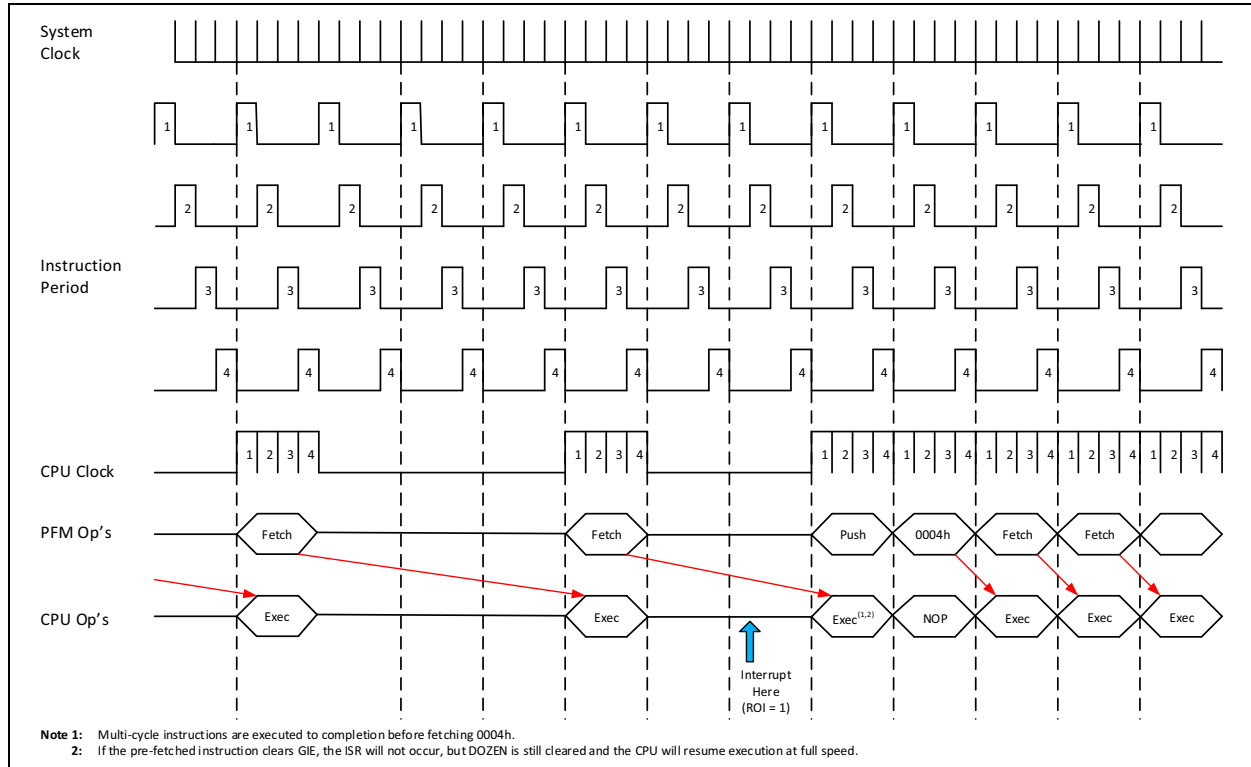 System
Clock
1 1 1 1 1 1 1 1 1 1 1 1 1
2 2 2 2 2 2 2 2 2 2 2 2 2
Instruction
Period
3 3 3 3 3 3 3 3 3 3 3 3 3
4 4 4 4 4 4 4 4 4 4 4 4 4
CPU Clock
1 2 3 4 1 2 3 4 1 2 3 4 1 2 3 4 1 2 3 4 1 2 3 4 1 2 3 4
PFM Op's
Fetch Fetch Push 0004h Fetch Fetch
CPU Op's
Exec Exec Exec(1,2) NOP Exec Exec Exec
Interrupt
Here
(ROI = 1)
Note 1: Multi-cycle instructions are executed to completion before fetching 0004h.
2: If the pre-fetched instruction clears GIE, the ISR will not occur, but DOZEN is still cleared and the CPU will resume execution at full speed.